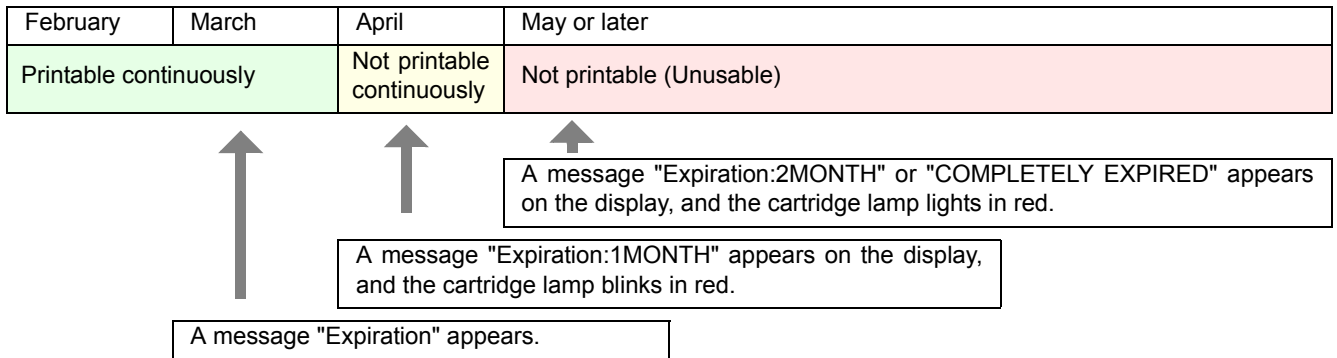 February March April May or later
Printable continuously
Not printable
continuously
Not printable (Unusable)
A message "Expiration:2MONTH" or "COMPLETELY EXPIRED" appears
on the display, and the cartridge lamp lights in red.
A message "Expiration:1MONTH" appears on the display,
and the cartridge lamp blinks in red.
A message "Expiration" appears.